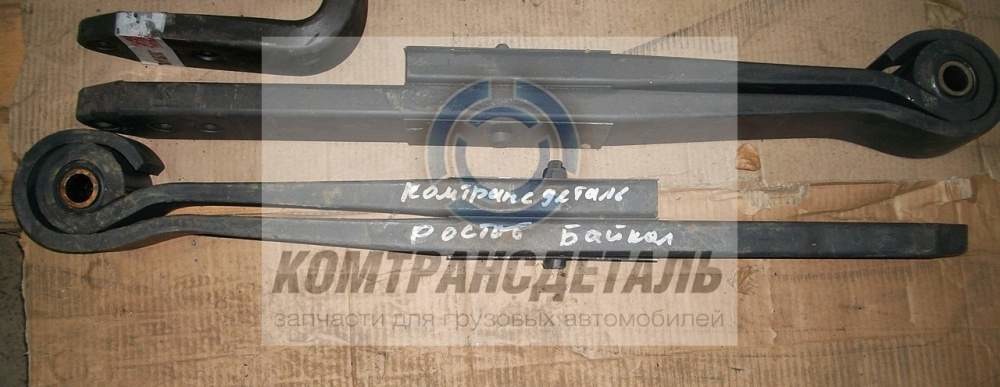 Комтрансдеталь
Ростов Байкал
КОМТРАНСДЕТАЛЬ
запчасти для грузовых автомобилей